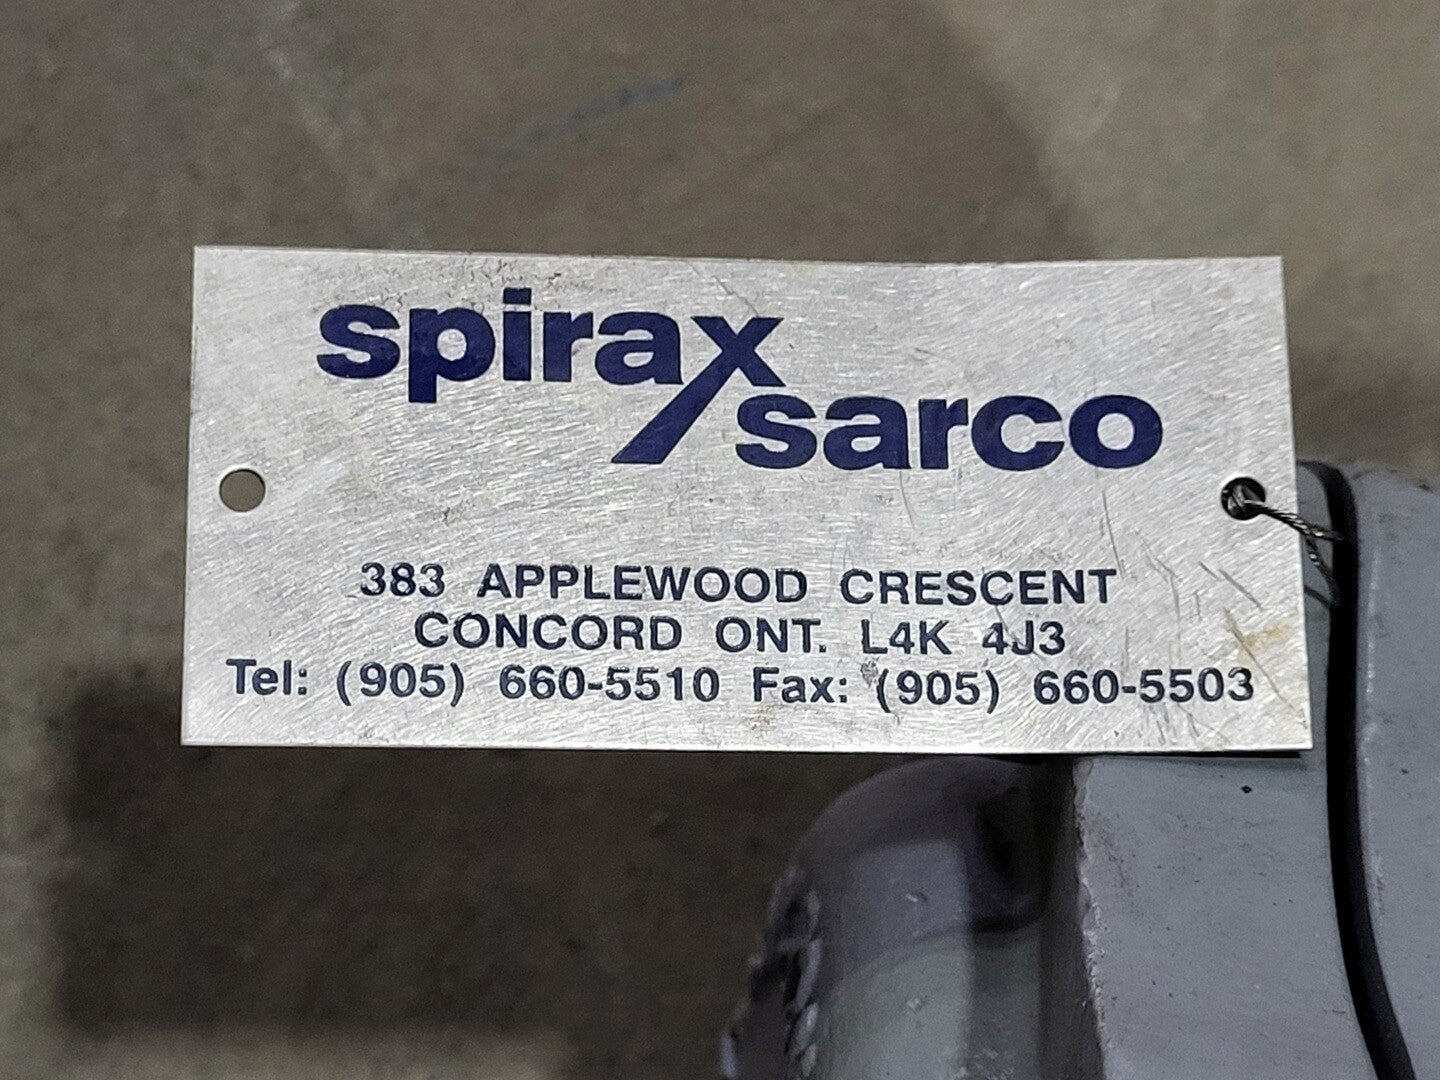 spirax
sarco
383 APPLEWOOD CRESCENT
CONCORD ONT. L4K 4J3
Tel: (905) 660-5510 Fax: (905) 660-5503